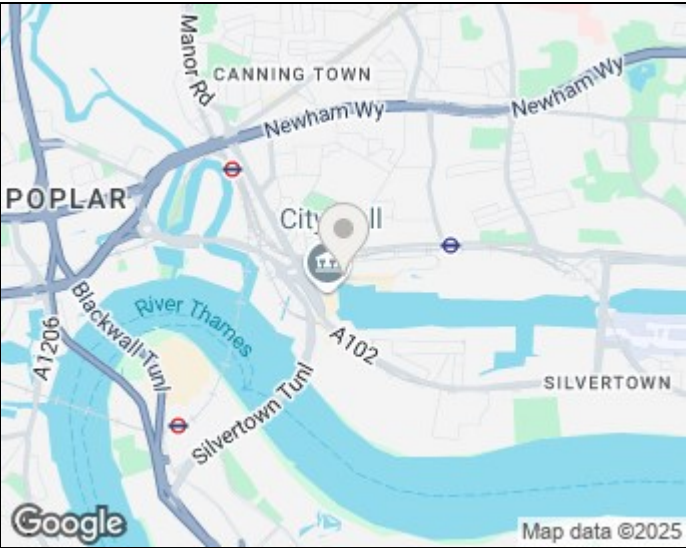 Manor Rd
CANNING TOWN
Newham Wy
Newham Wy
POPLAR
City Hall
River Thames
Blackwall Tunl
A1206
A102
Silvertown Tunl
SILVERTOWN
Google
Map data ©2025